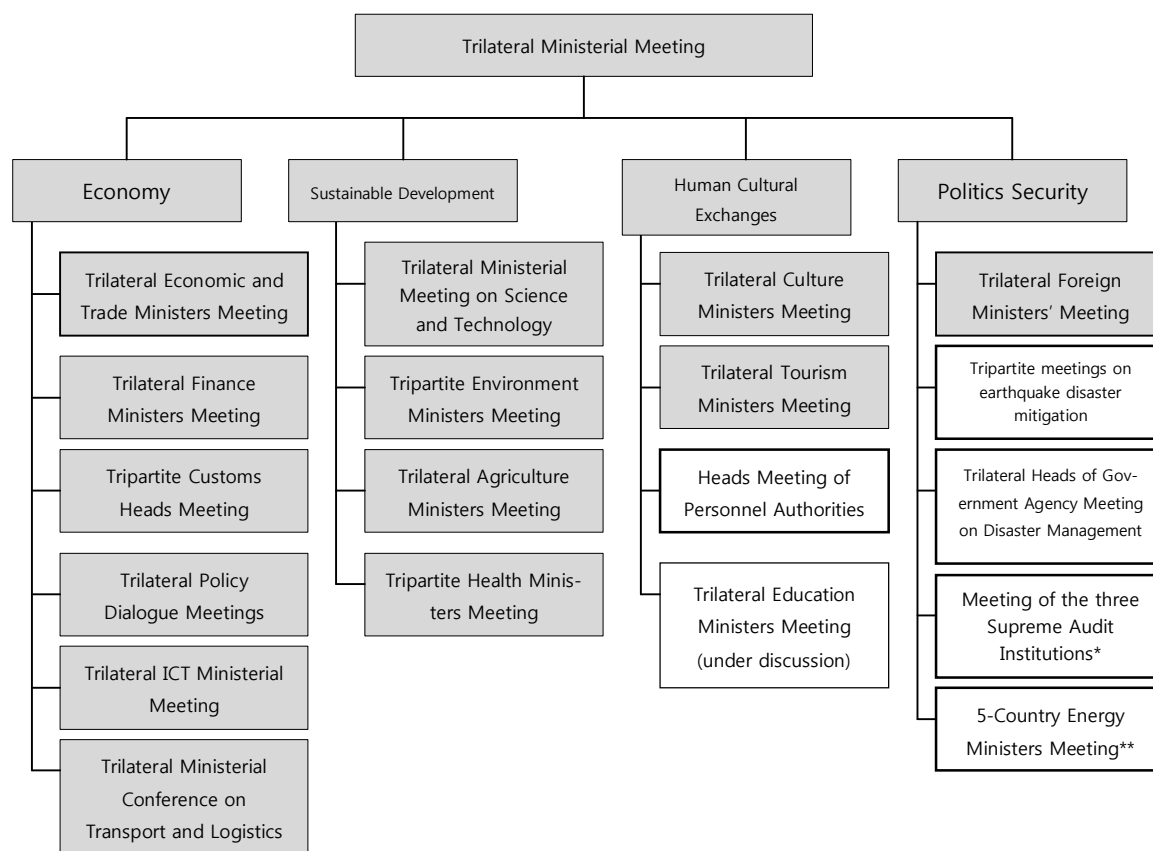 Trilateral Ministerial Meeting
Economy
Trilateral Economic and
Trade Ministers Meeting
Trilateral Finance
Ministers Meeting
Tripartite Customs
Heads Meeting
Trilateral Policy
Dialogue Meetings
Trilateral ICT Ministerial
Meeting
Trilateral Ministerial
Conference on
Transport and Logistics
Sustainable Development
Trilateral Ministerial
Meeting on Science
and Technology
Tripartite Environment
Ministers Meeting
Trilateral Agriculture
Ministers Meeting
Tripartite Health Minis-
ters Meeting
Human Cultural
Exchanges
Trilateral Culture
Ministers Meeting
Trilateral Tourism
Ministers Meeting
Heads Meeting of
Personnel Authorities
Trilateral Education
Ministers Meeting
(under discussion)
Politics Security
Trilateral Foreign
Ministers’ Meeting
Tripartite meetings on
earthquake disaster
mitigation
Trilateral Heads of Gov-
ernment Agency Meeting
on Disaster Management
Meeting of the three
Supreme Audit
Institutions*
5-Country Energy
Ministers Meeting**